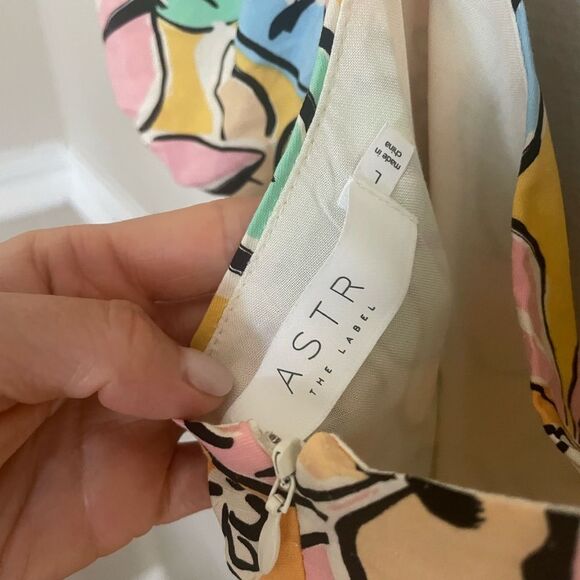 made in
china
L
ASTR
THE LABEL